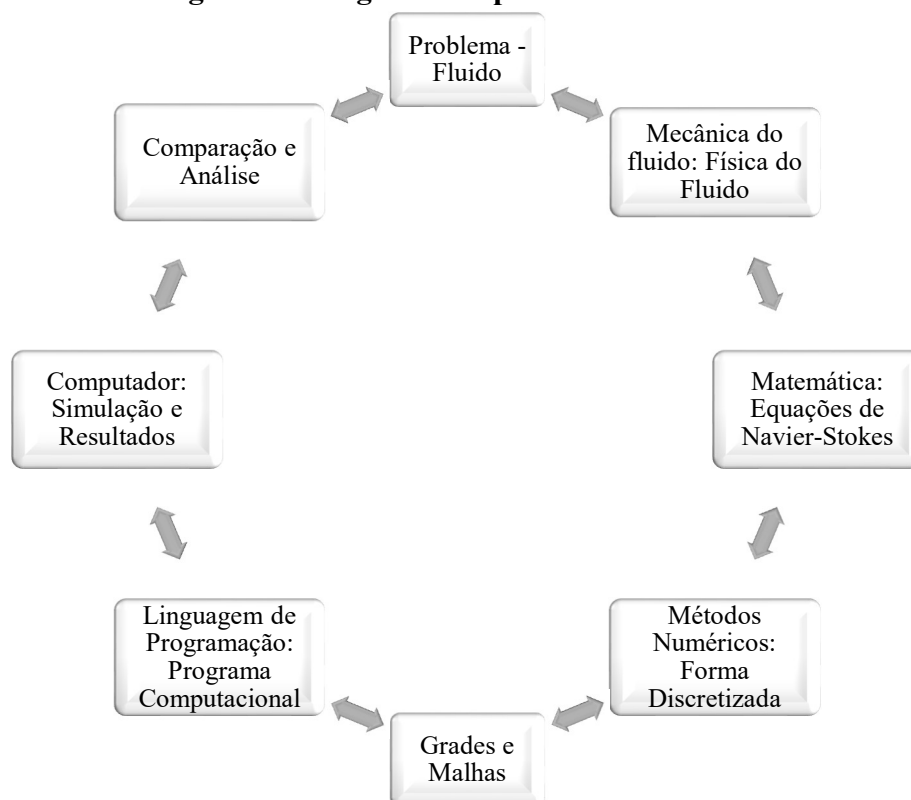 Problema -
Fluido
Mecânica do
fluido: Física do
Fluido
Matemática:
Equações de
Navier-Stokes
Métodos
Numéricos:
Forma
Discretizada
Grades e
Malhas
Linguagem de
Programação:
Programa
Computacional
Computador:
Simulação e
Resultados
Comparação e
Análise